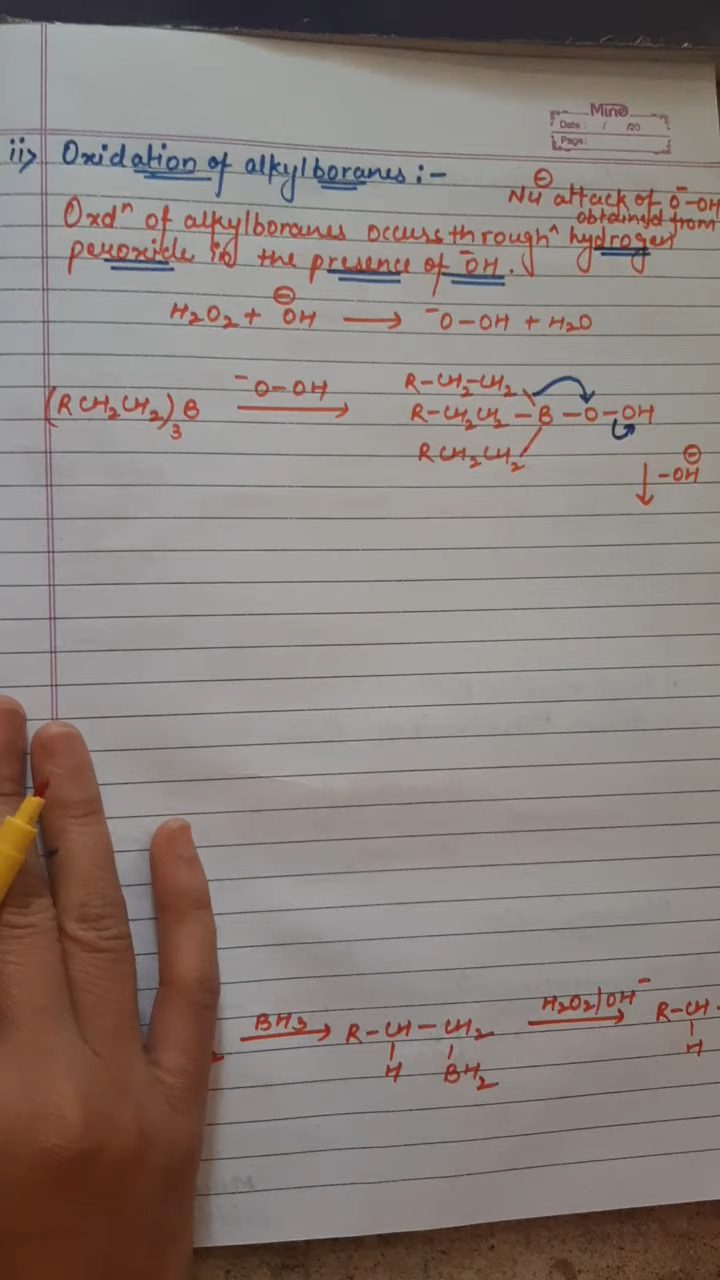 Mine
Date : / /20
Page:
ii> Oxidation of alkylboranes :-
⊖
Nu attack of ⁻O-OH
obtained from
Oxdⁿ of alkylboranes occurs through ^ hydrogen
peroxide in the presence of ⁻OH.
H₂O₂ + ⊖OH ⟶ ⁻O-OH + H₂O
(RCH₂CH₂)₃B ⁻O-OH ⟶
R-CH₂-CH₂
R-CH₂CH₂ -B-O-OH
RCH₂CH₂
↓ -OH⊖
BH₃ ⟶ R-CH-CH₂ H₂O₂/OH⁻ ⟶ R-CH-
H BH₂ H